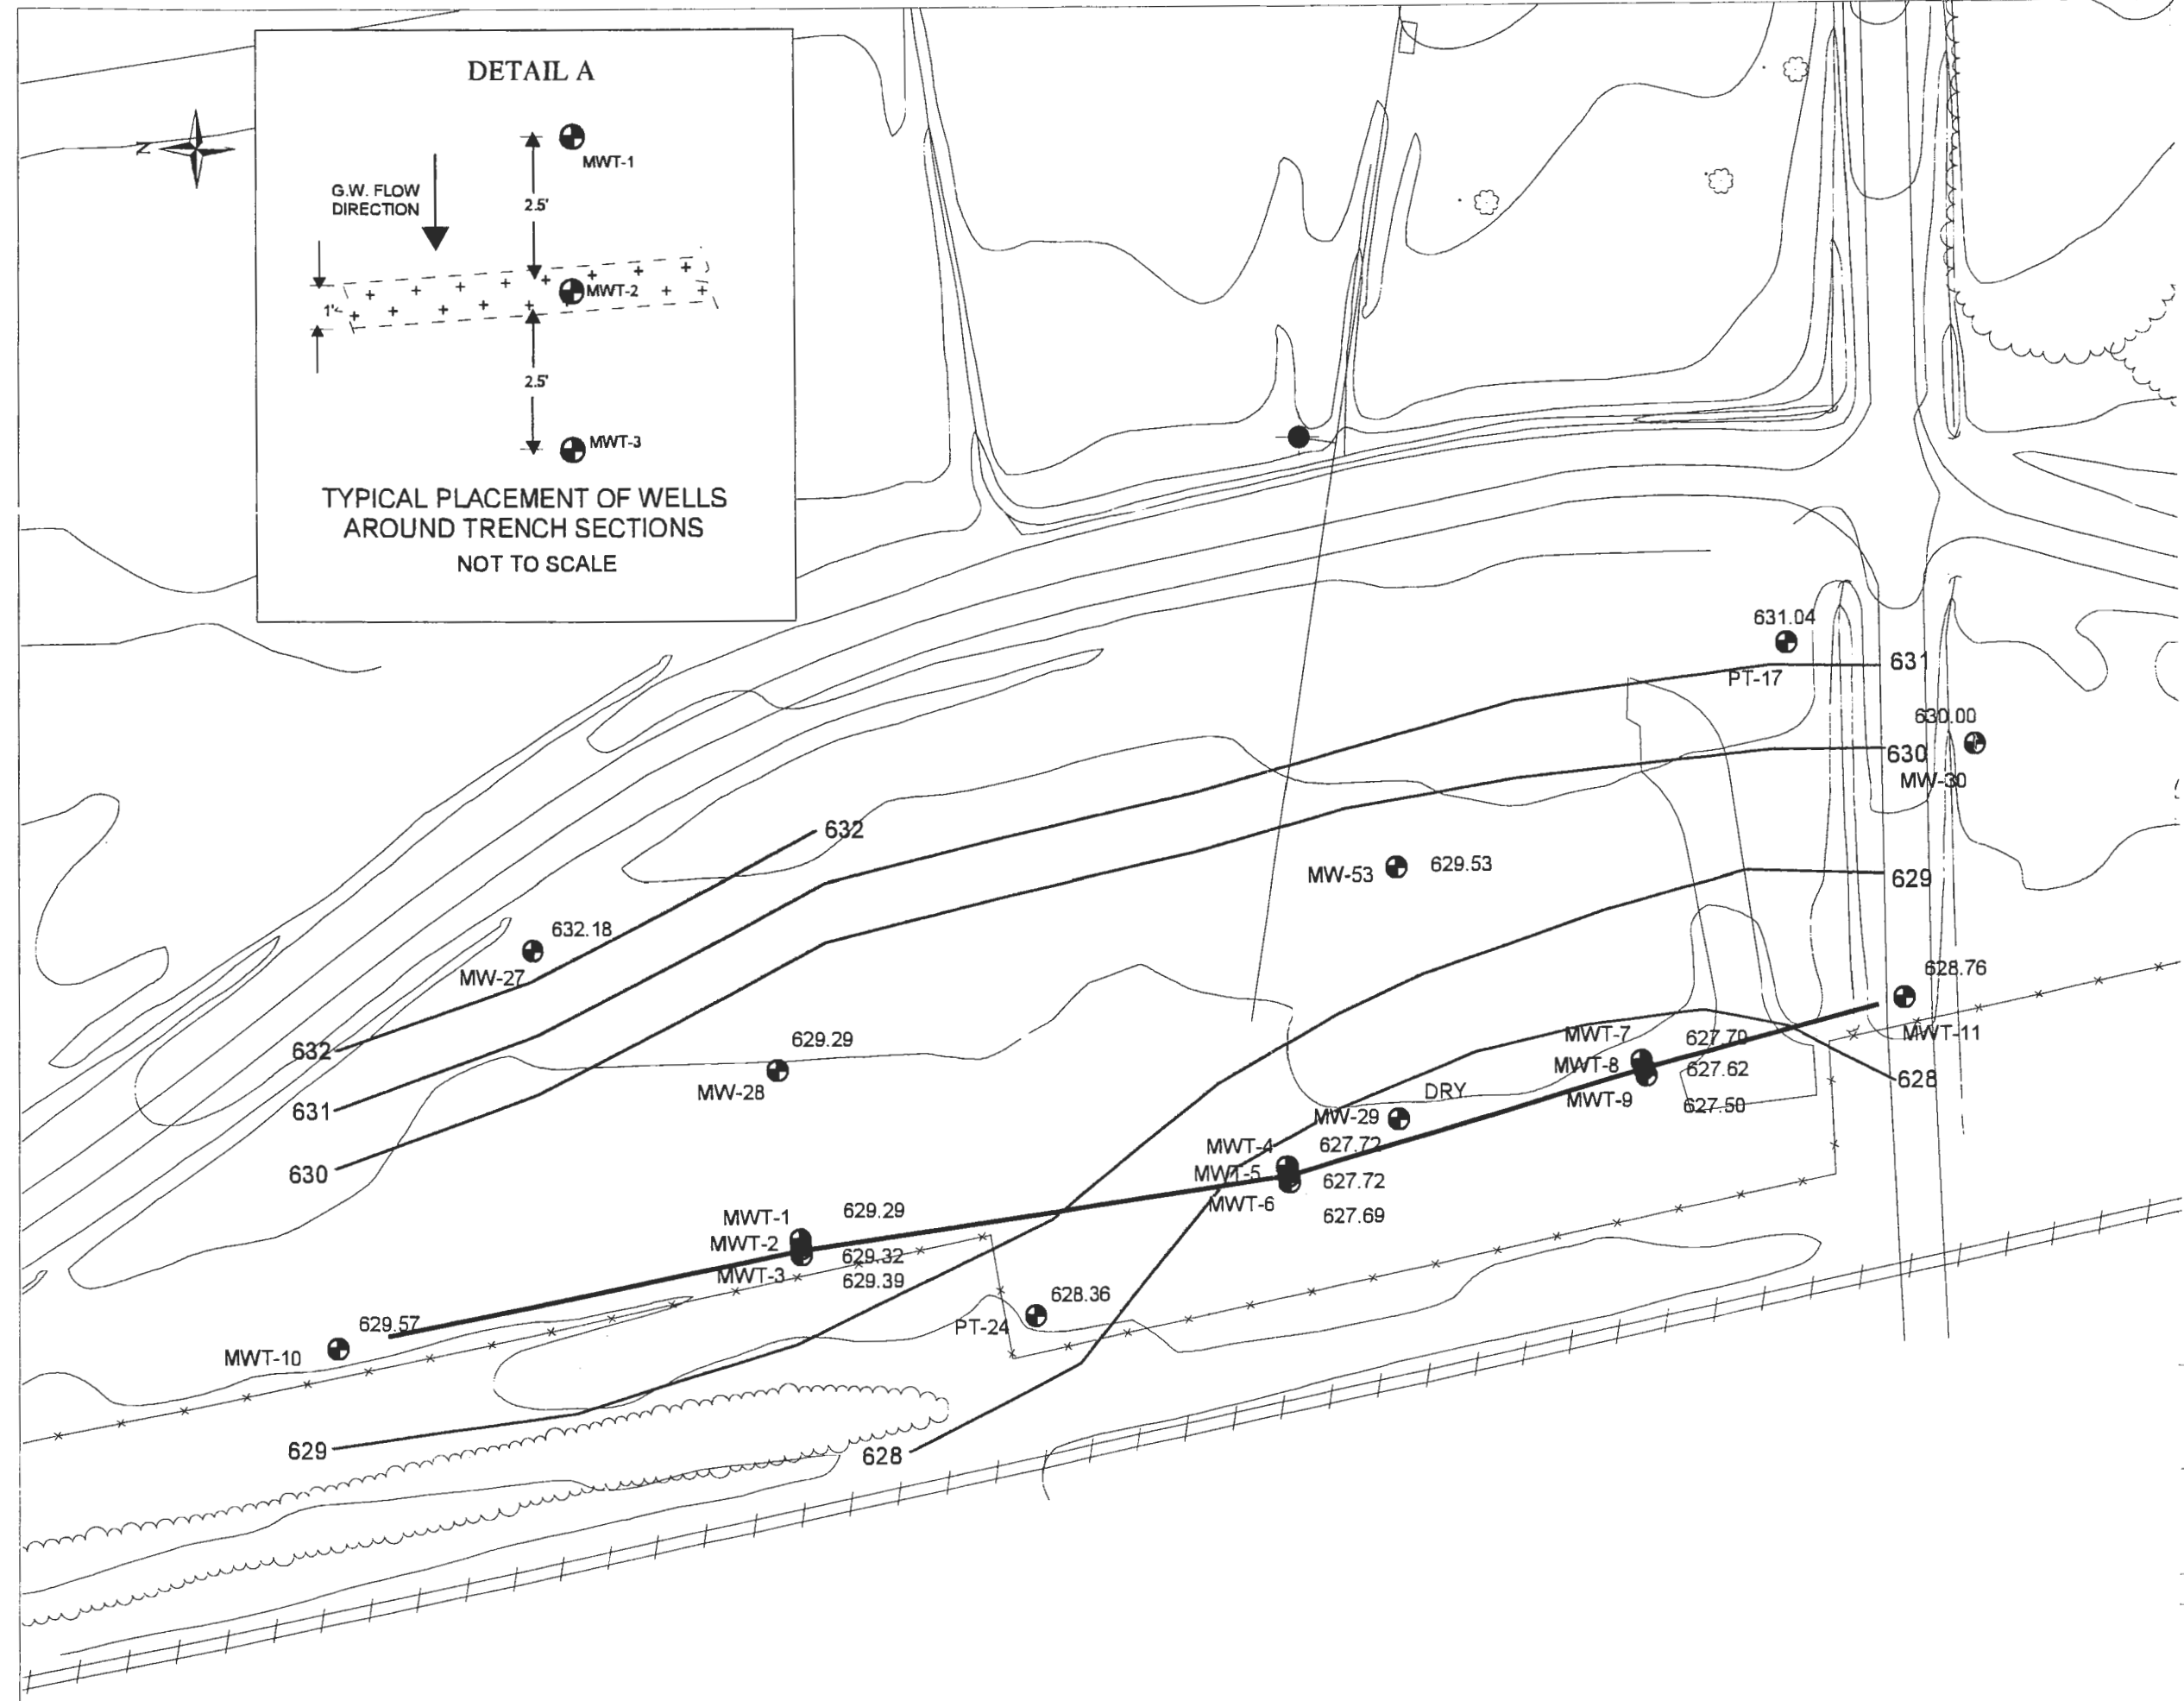 DETAIL A
MWT-1
N
G.W. FLOW
DIRECTION
2.5'
MWT-2
1'
2.5'
MWT-3
TYPICAL PLACEMENT OF WELLS
AROUND TRENCH SECTIONS
NOT TO SCALE
631.04
PT-17
631
630.00
630
MW-30
632
MW-53
629.53
629
632.18
MW-27
628.76
MWT-11
632
629.29
MW-28
MWT-7
627.70
MWT-8
627.62
628
DRY
MWT-9
627.50
631
MW-29
MWT-4
627.72
630
MWT-5
627.72
MWT-6
627.69
MWT-1
629.29
MWT-2
629.32
MWT-3
629.39
628.36
PT-24
629.57
MWT-10
629
628